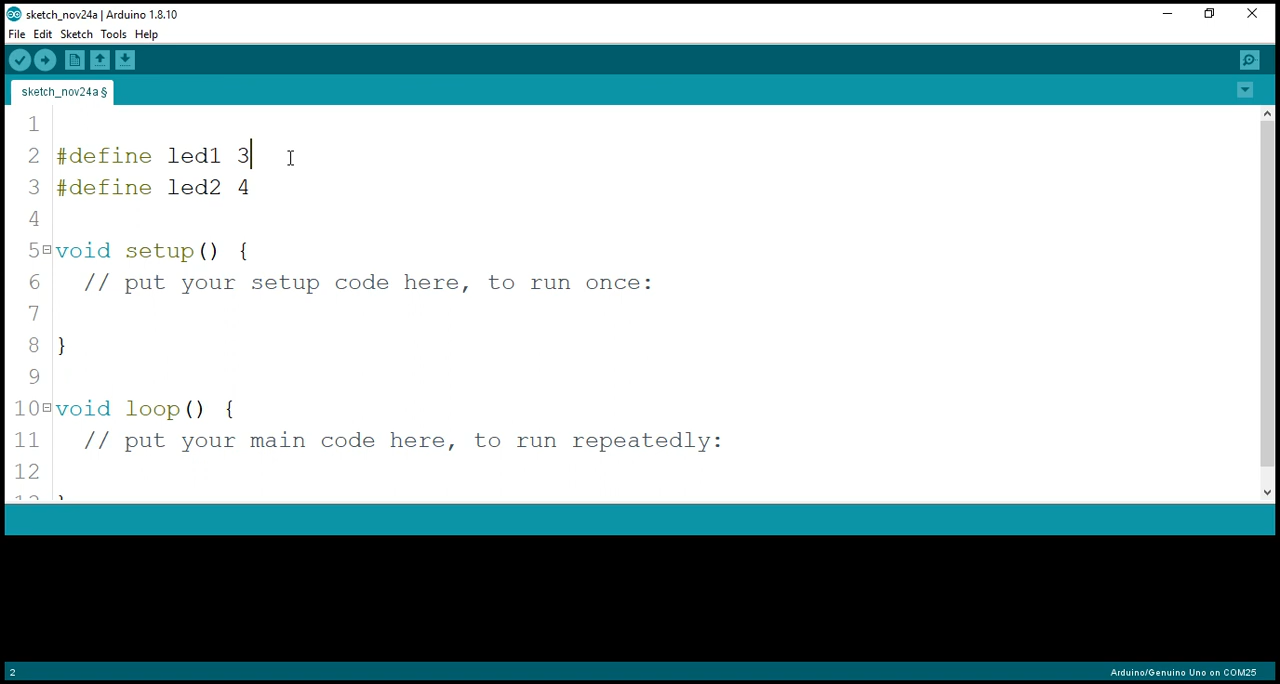 sketch_nov24a | Arduino 1.8.10
File Edit Sketch Tools Help
sketch_nov24a §
1
2 #define led1 3
3 #define led2 4
4
5 void setup() {
6 // put your setup code here, to run once:
7
8 }
9
10 void loop() {
11 // put your main code here, to run repeatedly:
12
2 Arduino/Genuino Uno on COM25